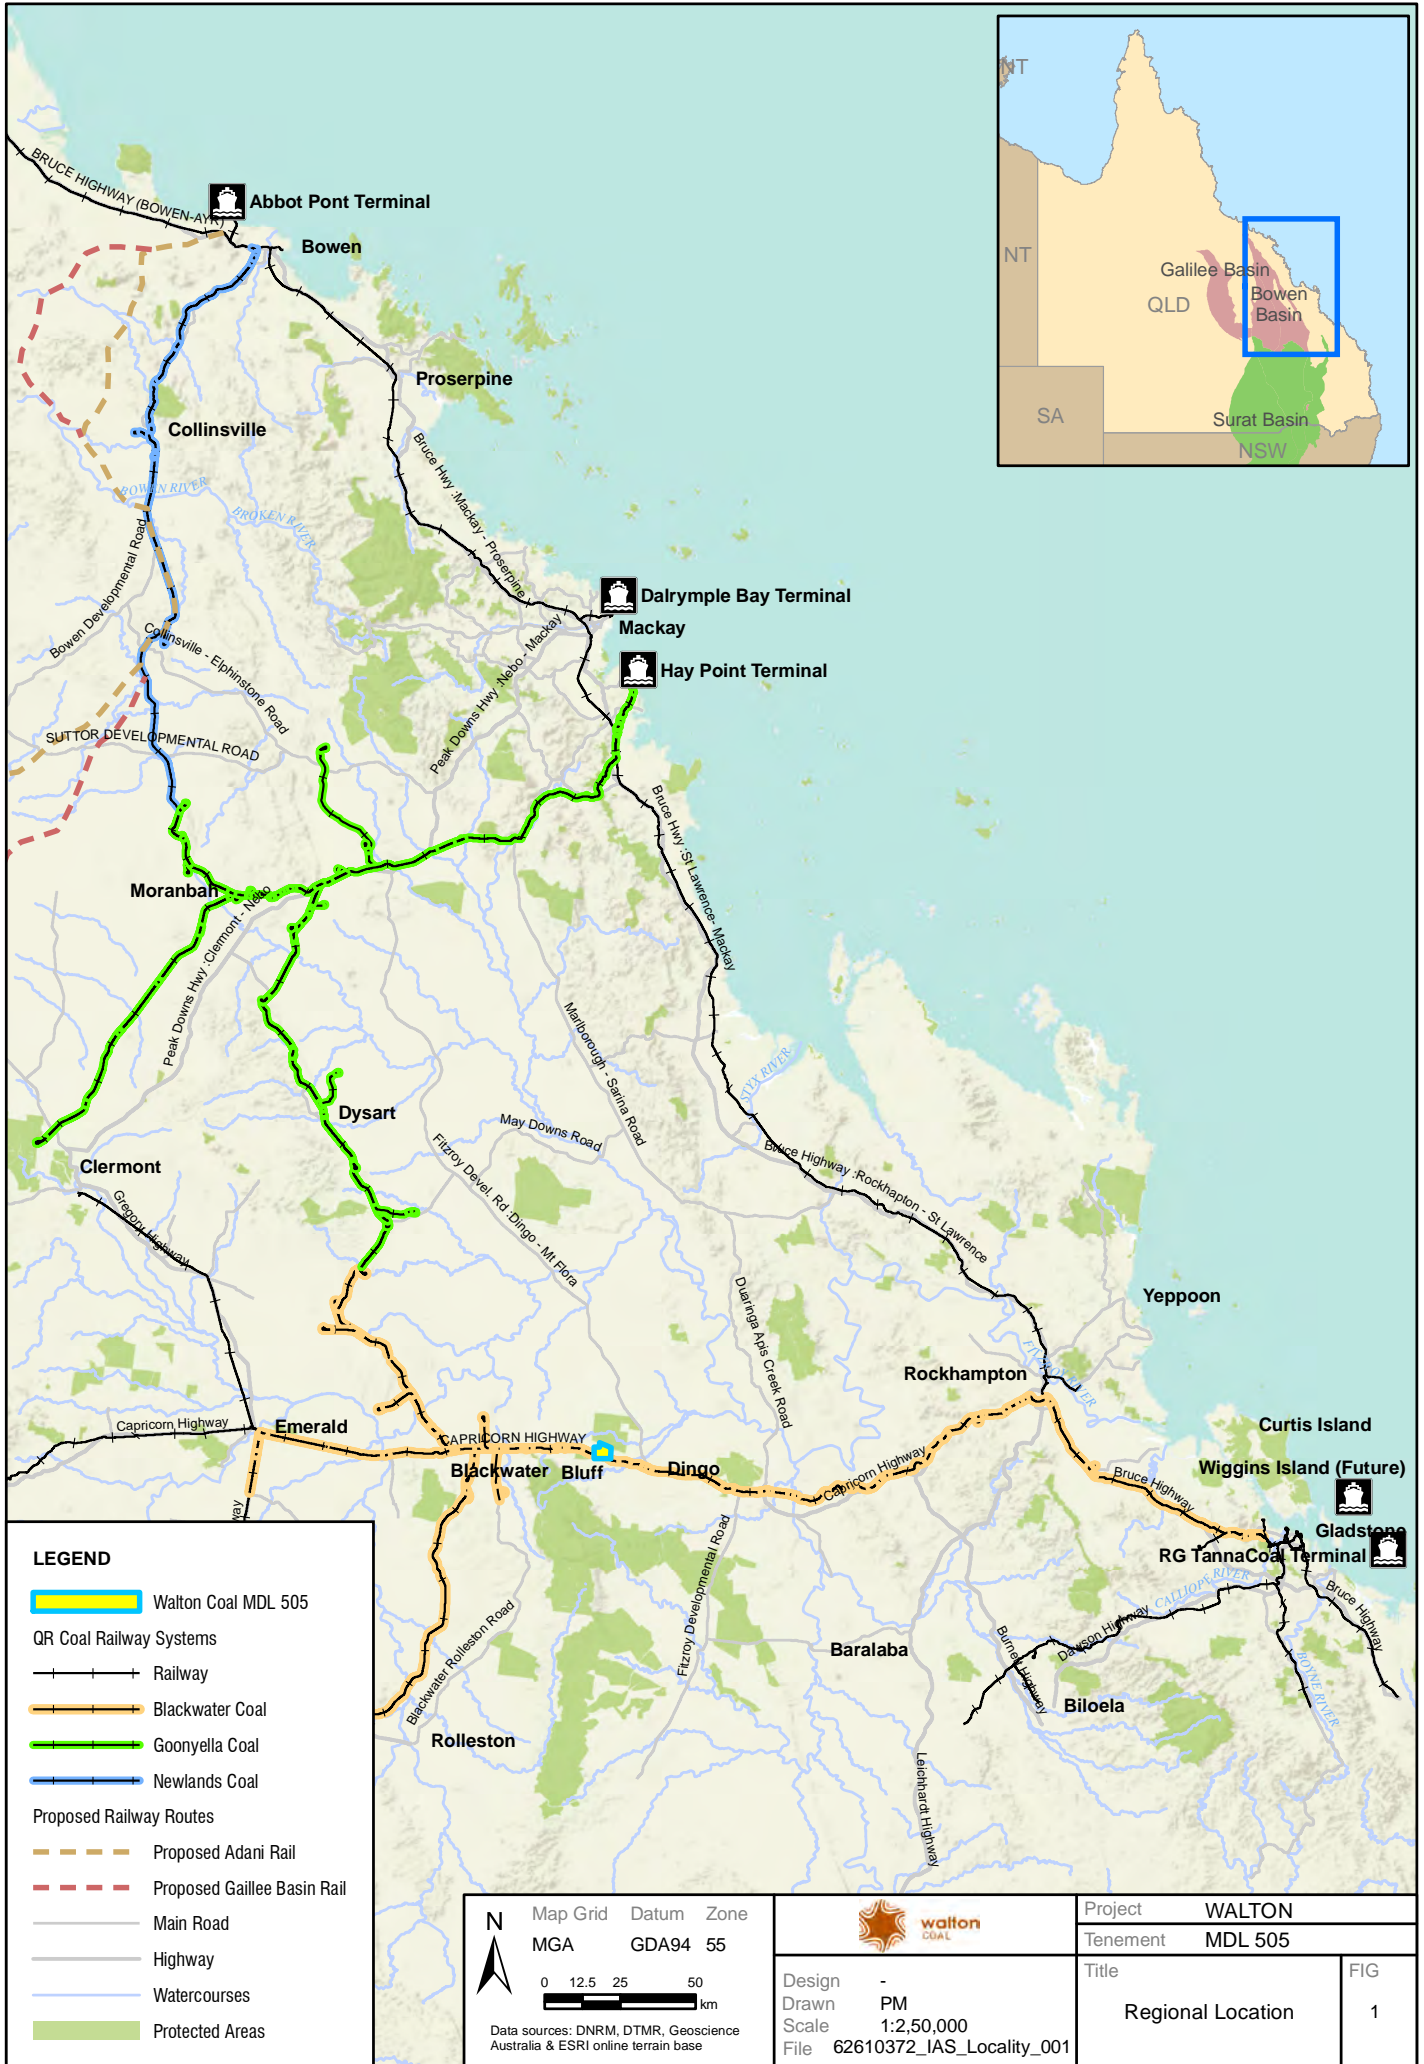 NT
NT
Galilee Basin
QLD
Bowen
Basin
SA
Surat Basin
NSW
BRUCE HIGHWAY (BOWEN-AYR)
Abbot Pont Terminal
Bowen
Proserpine
Collinsville
Bruce Hwy :Mackay - Proserpine
BOWEN RIVER
BROKEN RIVER
Bowen Developmental Road
Dalrymple Bay Terminal
Mackay
Collinsville - Elphinstone Road
Peak Downs Hwy :Nebo - Mackay
Hay Point Terminal
SUTTOR DEVELOPMENTAL ROAD
Bruce Hwy :St Lawrence- Mackay
Moranbah
Peak Downs Hwy :Clermont - Nebo
Marlborough - Sarina Road
STYX RIVER
Dysart
May Downs Road
Fitzroy Devel. Rd :Dingo - Mt Flora
Bruce Highway :Rockhapton - St Lawrence
Clermont
Gregory Highway
Duaringa Apis Creek Road
Yeppoon
FITZROY RIVER
Rockhampton
Capricorn Highway
Emerald
CAPRICORN HIGHWAY
Curtis Island
Blackwater
Bluff
Dingo
Capricorn Highway
Bruce Highway
Wiggins Island (Future)
Gladstone
RG TannaCoal Terminal
way
Fitzroy Developmental Road
Blackwater Rolleston Road
CALLIOPE RIVER
Dawson Highway
Bruce Highway
Burnett Highway
BOYNE RIVER
Baralaba
Biloela
Rolleston
Leichhardt Highway
LEGEND
Walton Coal MDL 505
QR Coal Railway Systems
Railway
Blackwater Coal
Goonyella Coal
Newlands Coal
Proposed Railway Routes
Proposed Adani Rail
Proposed Gaillee Basin Rail
Main Road
Highway
Watercourses
Protected Areas
N
Map Grid Datum Zone
MGA GDA94 55
0 12.5 25 50
km
Data sources: DNRM, DTMR, Geoscience
Australia & ESRI online terrain base
walton
COAL
Design -
Drawn PM
Scale 1:2,50,000
File 62610372_IAS_Locality_001
Project WALTON
Tenement MDL 505
Title
Regional Location
FIG
1